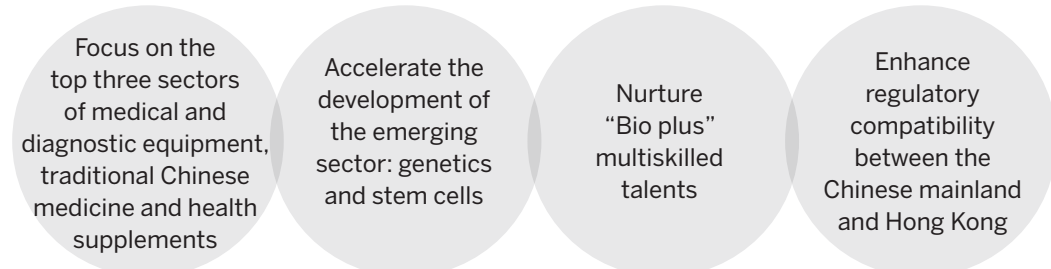 Focus on the
top three sectors
of medical and
diagnostic equipment,
traditional Chinese
medicine and health
supplements
Accelerate the
development of
the emerging
sector: genetics
and stem cells
Nurture
“Bio plus”
multiskilled
talents
Enhance
regulatory
compatibility
between the
Chinese mainland
and Hong Kong